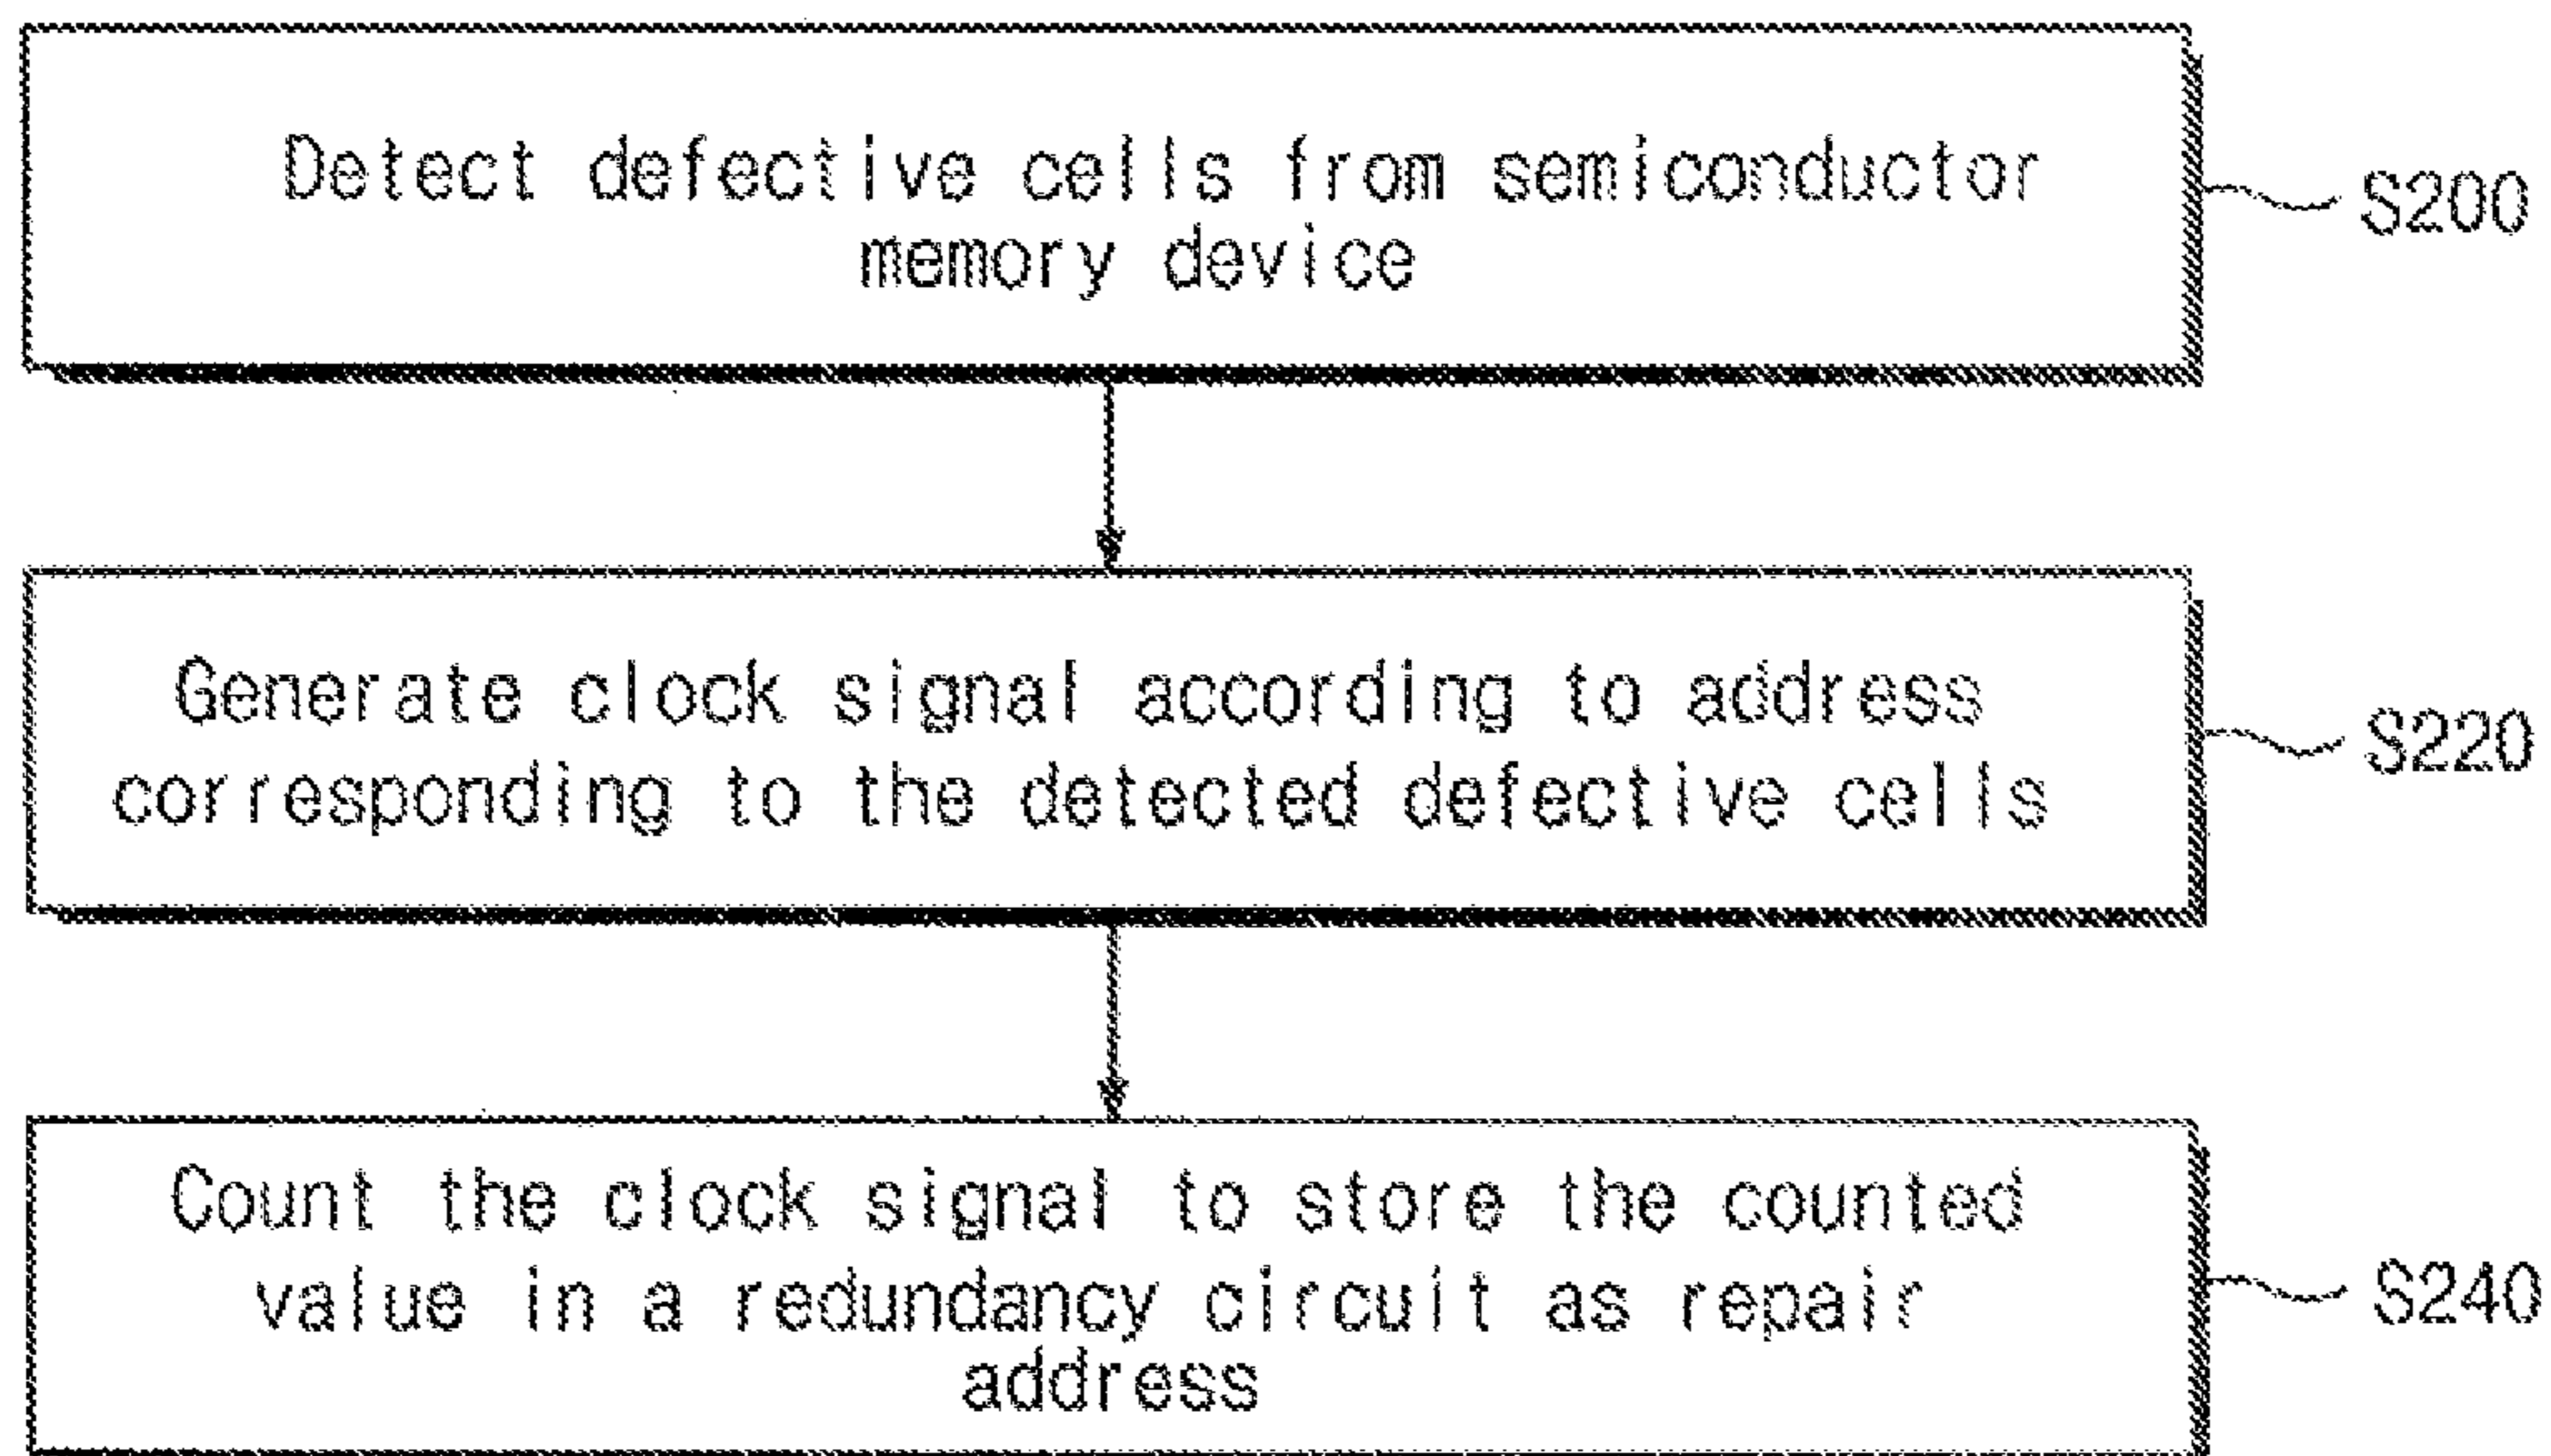 Detect defective cells from semiconductor
memory device
S200
Generate clock signal according to address
corresponding to the detected defective cells
S220
Count the clock signal to store the counted
value in a redundancy circuit as repair
address
S240